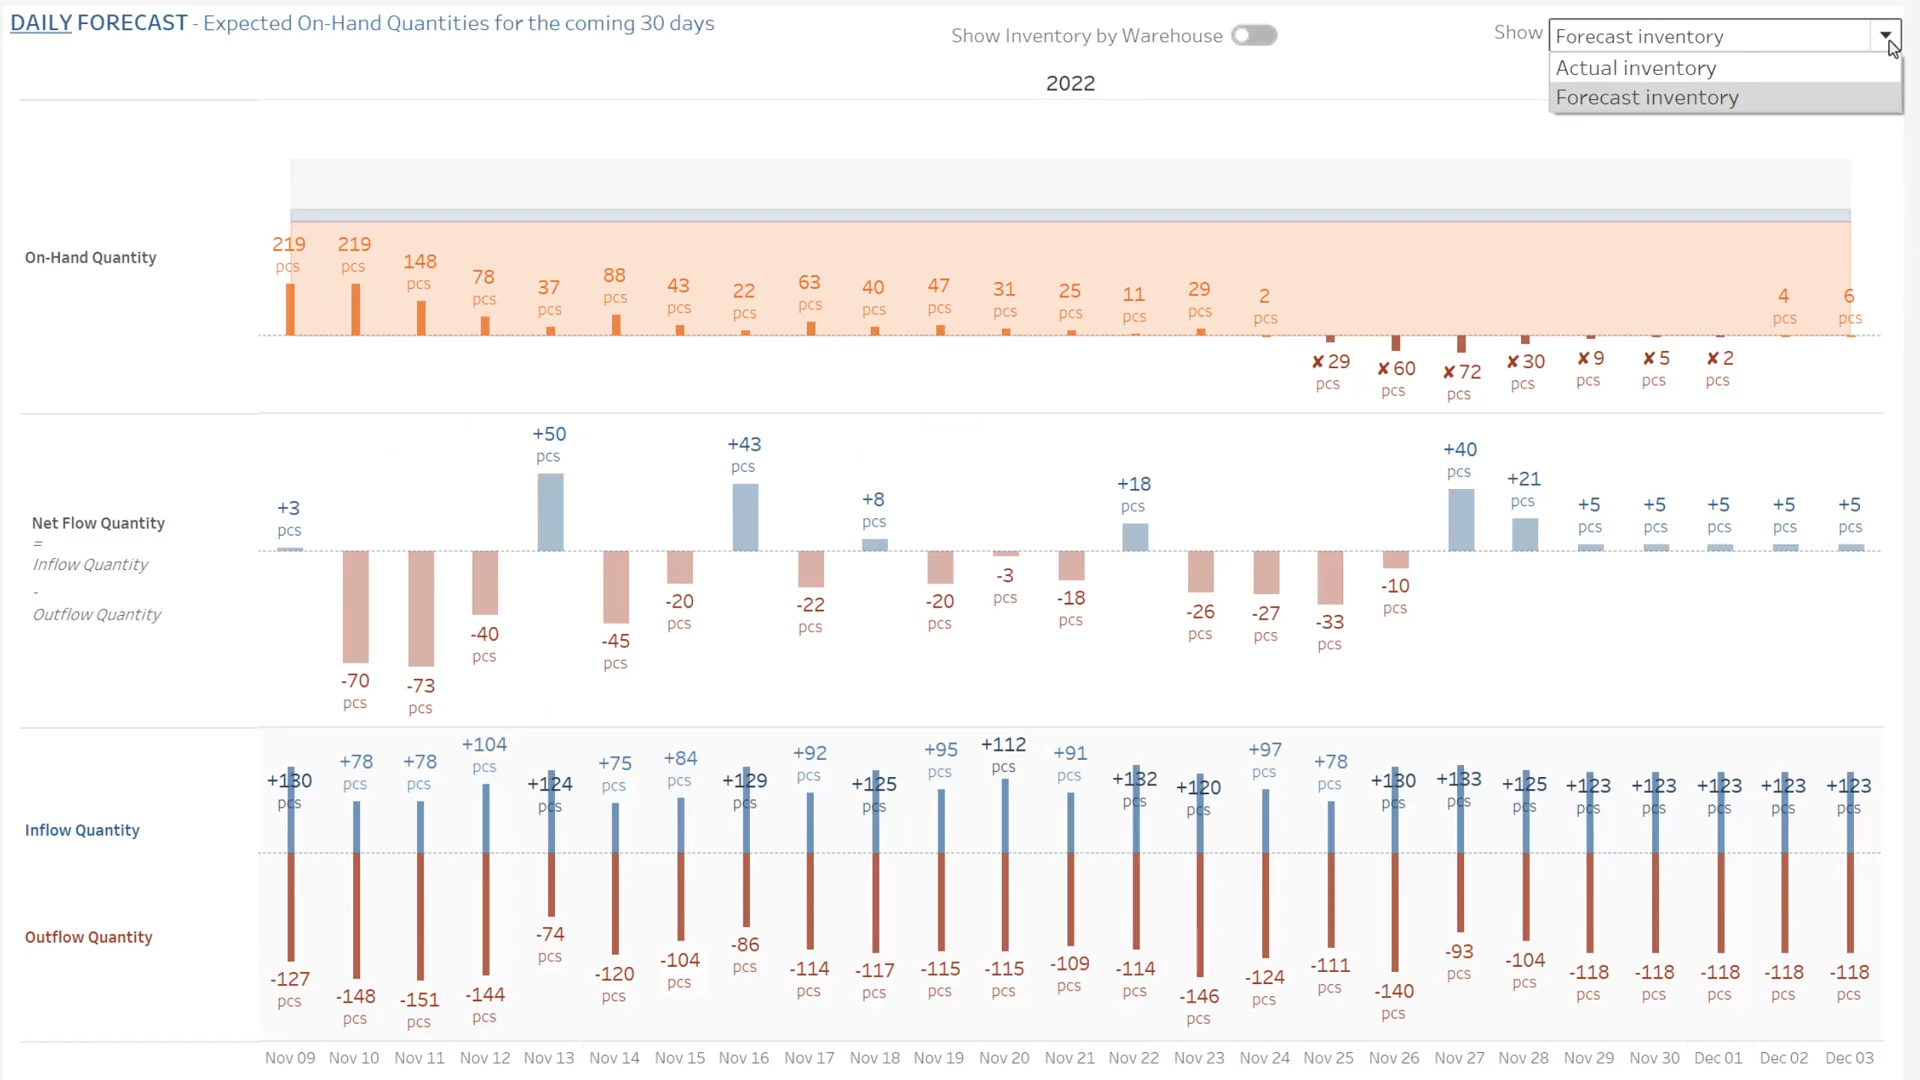 DAILY FORECAST - Expected On-Hand Quantities for the coming 30 days
Show Inventory by Warehouse
Show Forecast inventory
Actual inventory
Forecast inventory
2022
On-Hand Quantity
219 219 148 78 37 88 43 22 63 40 47 31 25 11 29 2 4 6
pcs pcs pcs pcs pcs pcs pcs pcs pcs pcs pcs pcs pcs pcs pcs pcs pcs pcs
✘29 ✘60 ✘72 ✘30 ✘9 ✘5 ✘2
pcs pcs pcs pcs pcs pcs pcs
Net Flow Quantity
=
Inflow Quantity
-
Outflow Quantity
+3 +50 +43 +8 +18 +40 +21 +5 +5 +5 +5 +5
pcs pcs pcs pcs pcs pcs pcs pcs pcs pcs pcs pcs
-70 -73 -40 -45 -20 -22 -20 -3 -18 -26 -27 -33 -10
pcs pcs pcs pcs pcs pcs pcs pcs pcs pcs pcs pcs pcs
Inflow Quantity
+130 +78 +78 +104 +124 +75 +84 +129 +92 +125 +95 +112 +91 +132 +120 +97 +78 +130 +133 +125 +123 +123 +123 +123 +123
pcs pcs pcs pcs pcs pcs pcs pcs pcs pcs pcs pcs pcs pcs pcs pcs pcs pcs pcs pcs pcs pcs pcs pcs pcs
Outflow Quantity
-127 -148 -151 -144 -74 -120 -104 -86 -114 -117 -115 -115 -109 -114 -146 -124 -111 -140 -93 -104 -118 -118 -118 -118 -118
pcs pcs pcs pcs pcs pcs pcs pcs pcs pcs pcs pcs pcs pcs pcs pcs pcs pcs pcs pcs pcs pcs pcs pcs pcs
Nov 09 Nov 10 Nov 11 Nov 12 Nov 13 Nov 14 Nov 15 Nov 16 Nov 17 Nov 18 Nov 19 Nov 20 Nov 21 Nov 22 Nov 23 Nov 24 Nov 25 Nov 26 Nov 27 Nov 28 Nov 29 Nov 30 Dec 01 Dec 02 Dec 03